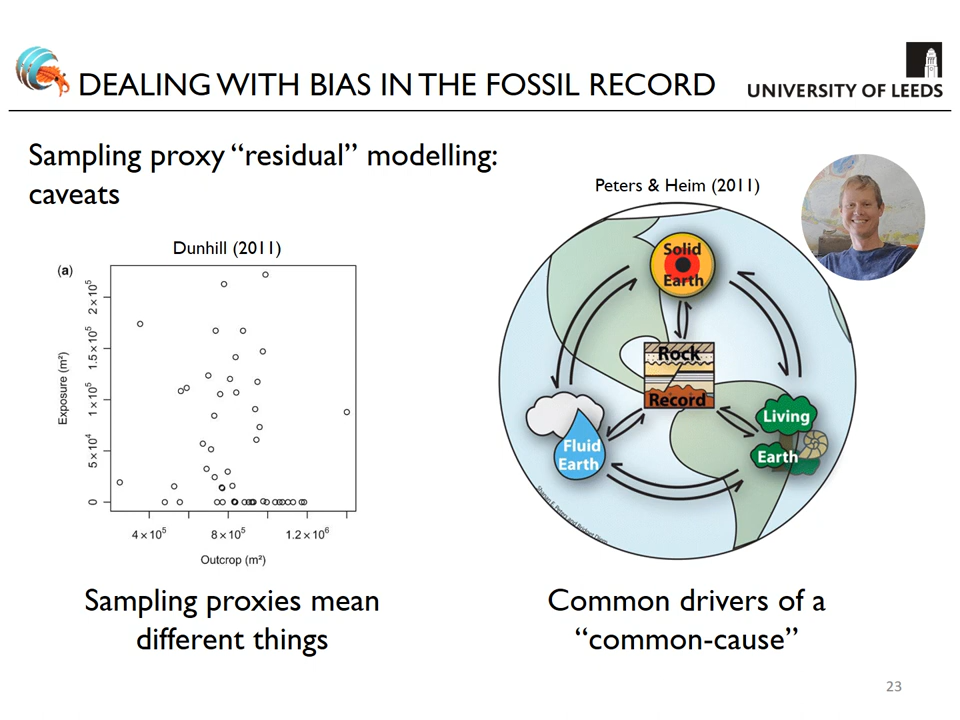 DEALING WITH BIAS IN THE FOSSIL RECORD
UNIVERSITY OF LEEDS
Sampling proxy “residual” modelling:
caveats
Peters & Heim (2011)
Dunhill (2011)
(a)
Exposure (m²)
2 × 10⁵
1.5 × 10⁵
1 × 10⁵
5 × 10⁴
0
4 × 10⁵
8 × 10⁵
1.2 × 10⁶
Outcrop (m²)
Solid
Earth
Rock
Record
Fluid
Earth
Living
Earth
Sampling proxies mean
different things
Common drivers of a
“common-cause”
23